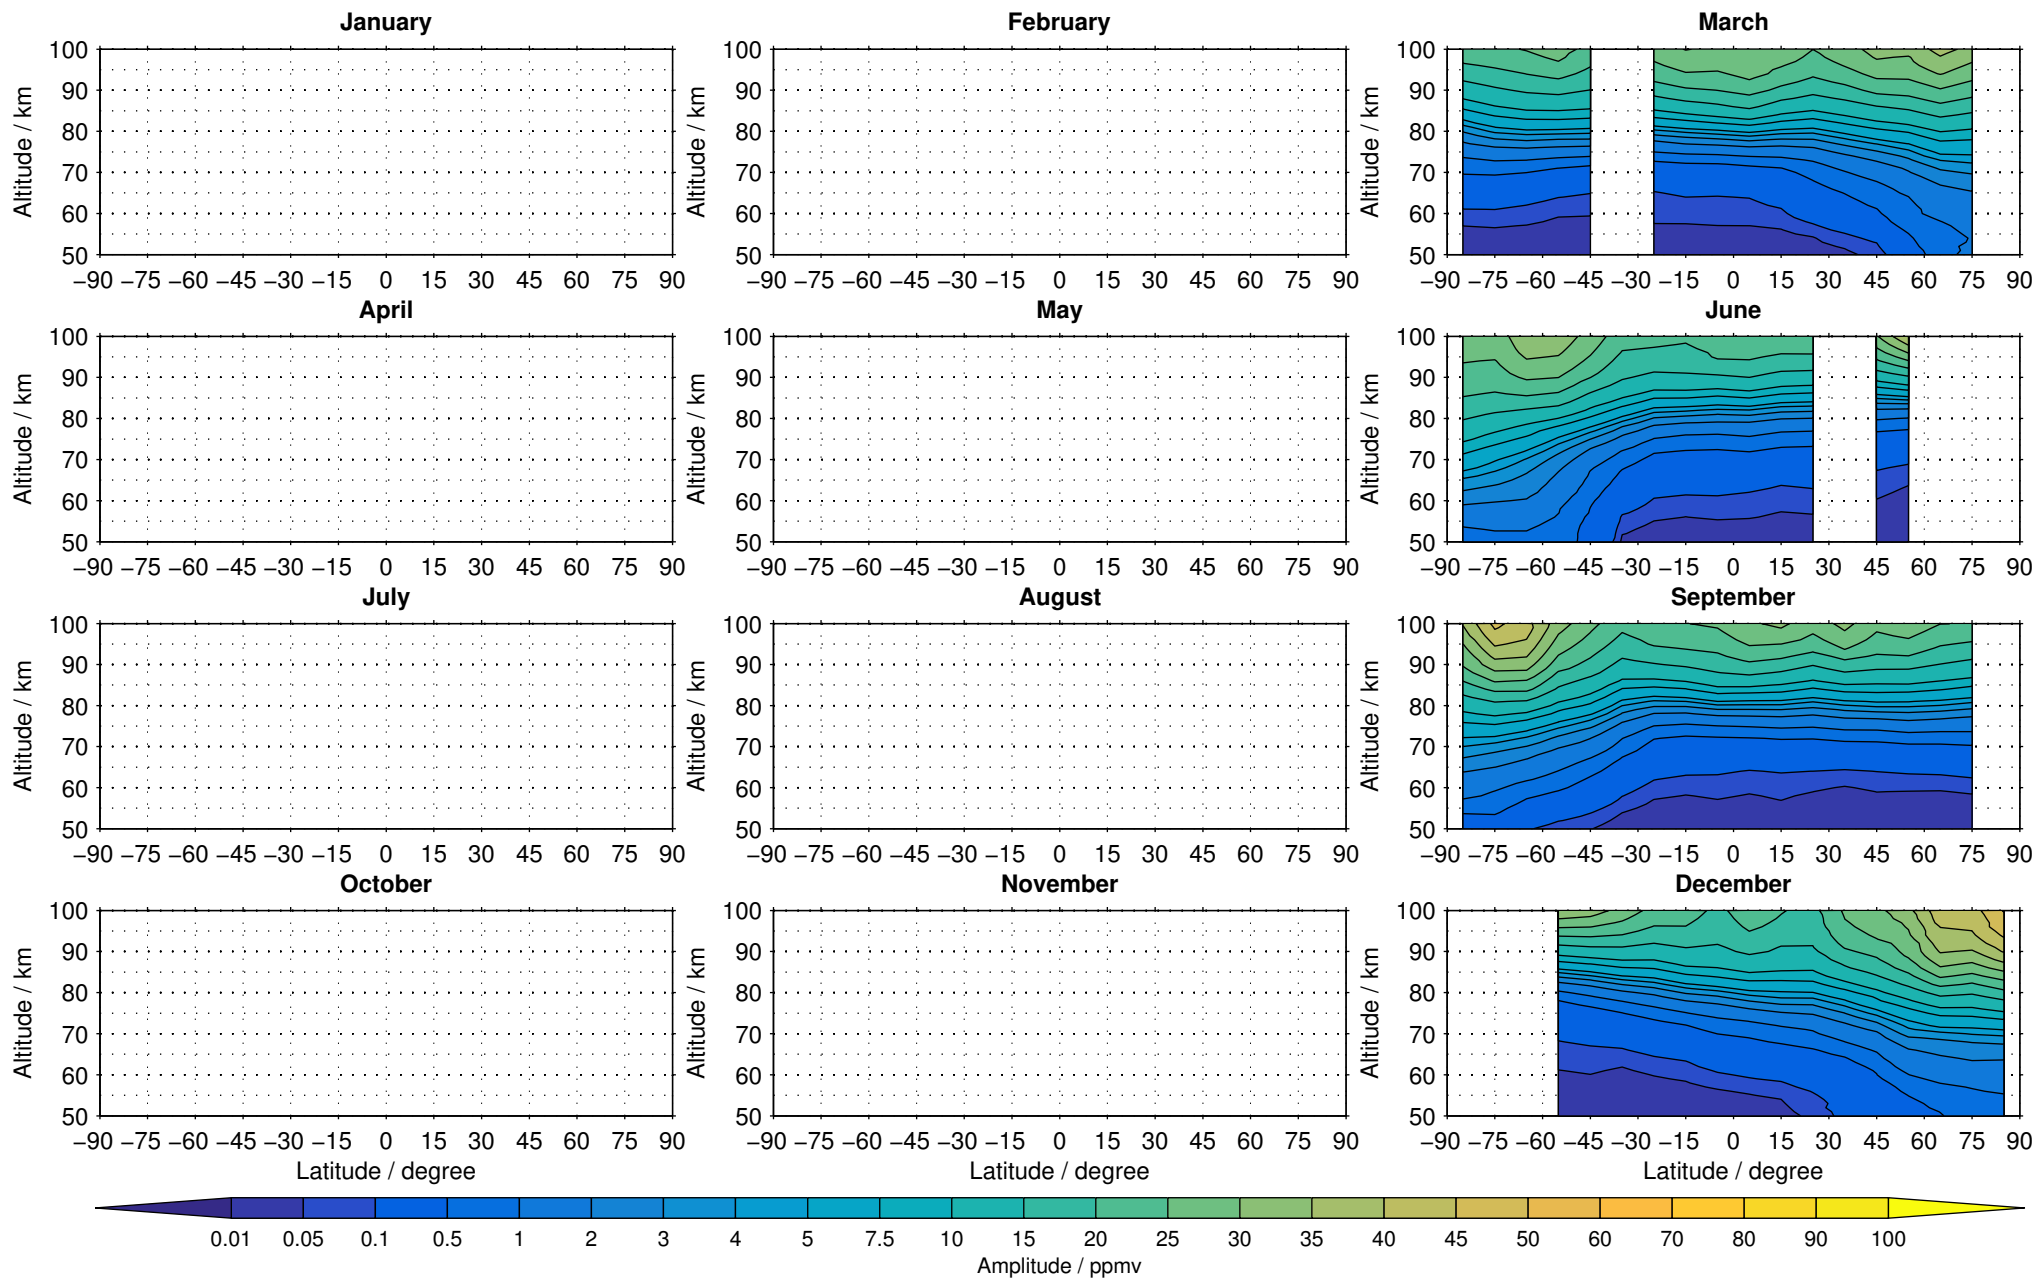 January February March
100 100 100
90 90 90
80 80 80
70 70 70
60 60 60
50 50 50
Altitude / km Altitude / km Altitude / km
−90 −75 −60 −45 −30 −15 0 15 30 45 60 75 90 −90 −75 −60 −45 −30 −15 0 15 30 45 60 75 90 −90 −75 −60 −45 −30 −15 0 15 30 45 60 75 90
April May June
100 100 100
90 90 90
80 80 80
70 70 70
60 60 60
50 50 50
Altitude / km Altitude / km Altitude / km
−90 −75 −60 −45 −30 −15 0 15 30 45 60 75 90 −90 −75 −60 −45 −30 −15 0 15 30 45 60 75 90 −90 −75 −60 −45 −30 −15 0 15 30 45 60 75 90
July August September
100 100 100
90 90 90
80 80 80
70 70 70
60 60 60
50 50 50
Altitude / km Altitude / km Altitude / km
−90 −75 −60 −45 −30 −15 0 15 30 45 60 75 90 −90 −75 −60 −45 −30 −15 0 15 30 45 60 75 90 −90 −75 −60 −45 −30 −15 0 15 30 45 60 75 90
October November December
100 100 100
90 90 90
80 80 80
70 70 70
60 60 60
50 50 50
Altitude / km Altitude / km Altitude / km
−90 −75 −60 −45 −30 −15 0 15 30 45 60 75 90 −90 −75 −60 −45 −30 −15 0 15 30 45 60 75 90 −90 −75 −60 −45 −30 −15 0 15 30 45 60 75 90
Latitude / degree Latitude / degree Latitude / degree
0.01 0.05 0.1 0.5 1 2 3 4 5 7.5 10 15 20 25 30 35 40 45 50 60 70 80 90 100
Amplitude / ppmv